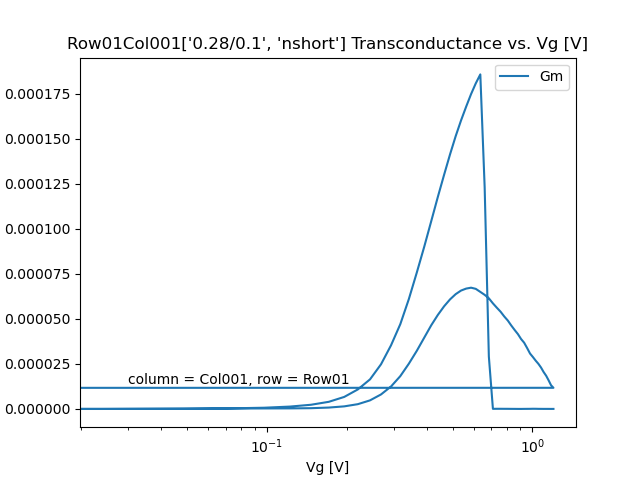 Row01Col001['0.28/0.1', 'nshort'] Transconductance vs. Vg [V]
Gm
0.000175
0.000150
0.000125
0.000100
0.000075
0.000050
0.000025
0.000000
column = Col001, row = Row01
10⁻¹
10⁰
Vg [V]